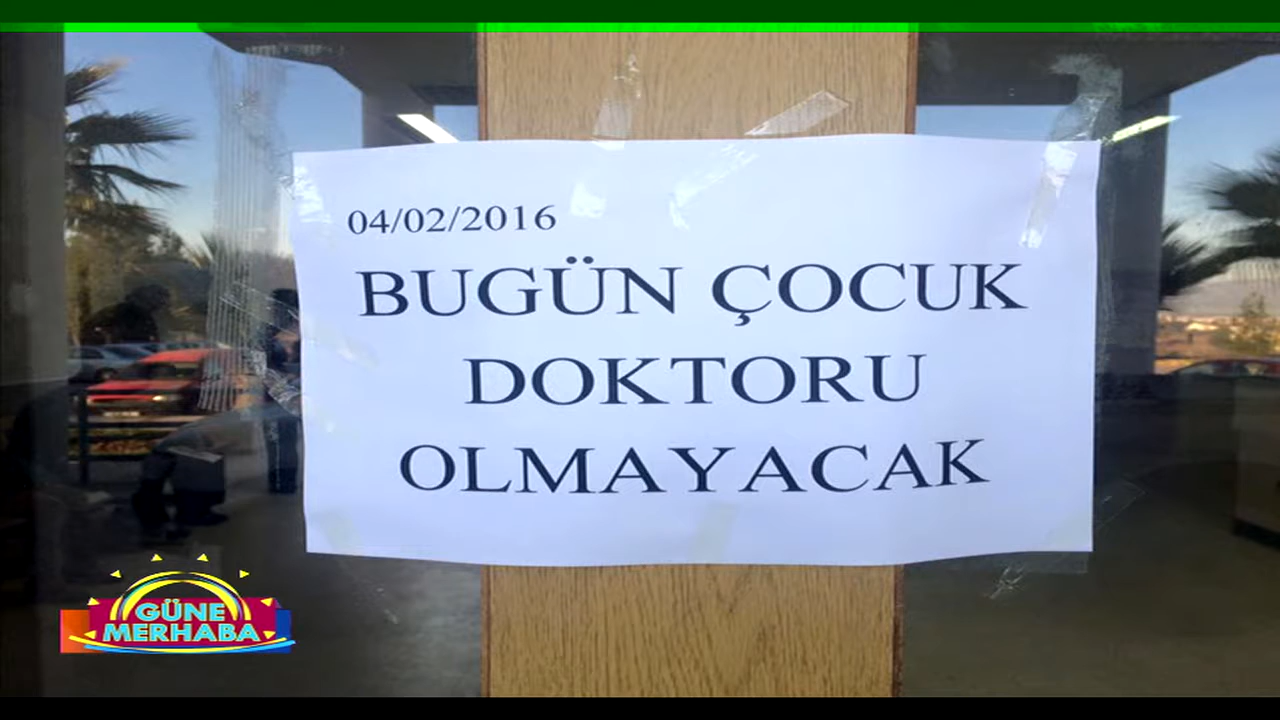 04/02/2016
BUGÜN ÇOCUK
DOKTORU
OLMAYACAK
GÜNE
MERHABA